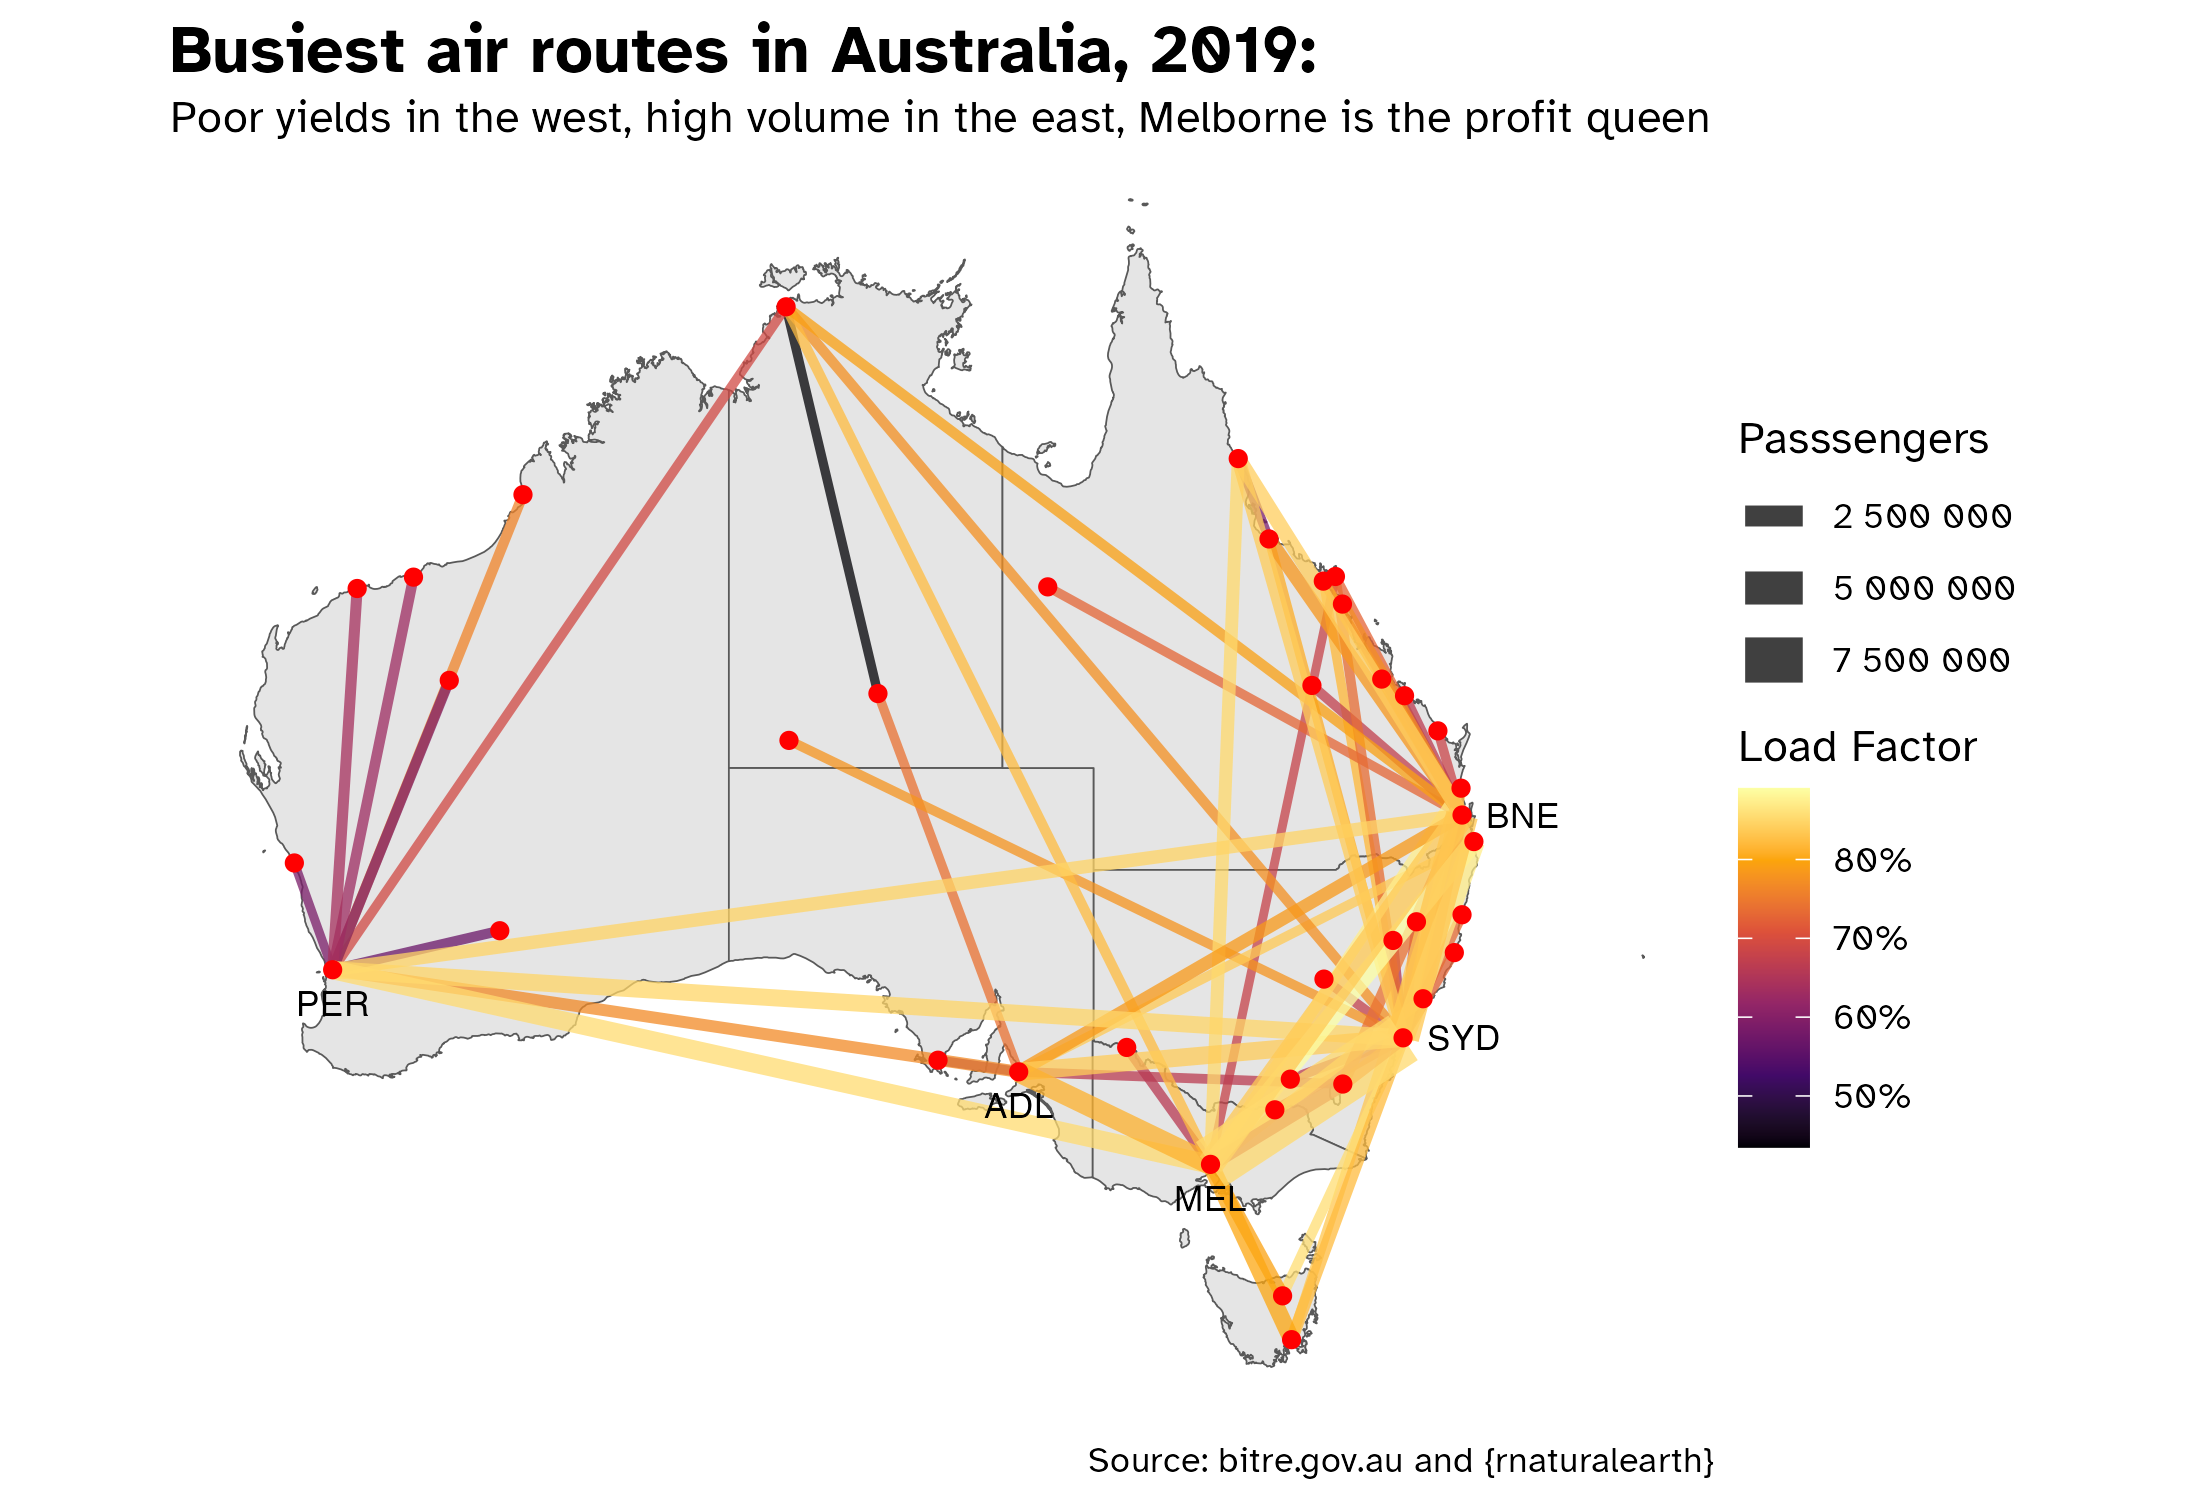 Busiest air routes in Australia, 2019:
Poor yields in the west, high volume in the east, Melborne is the profit queen
Passsengers
2 500 000
5 000 000
7 500 000
Load Factor
80%
70%
60%
50%
BNE
SYD
PER
ADL
MEL
Source: bitre.gov.au and {rnaturalearth}